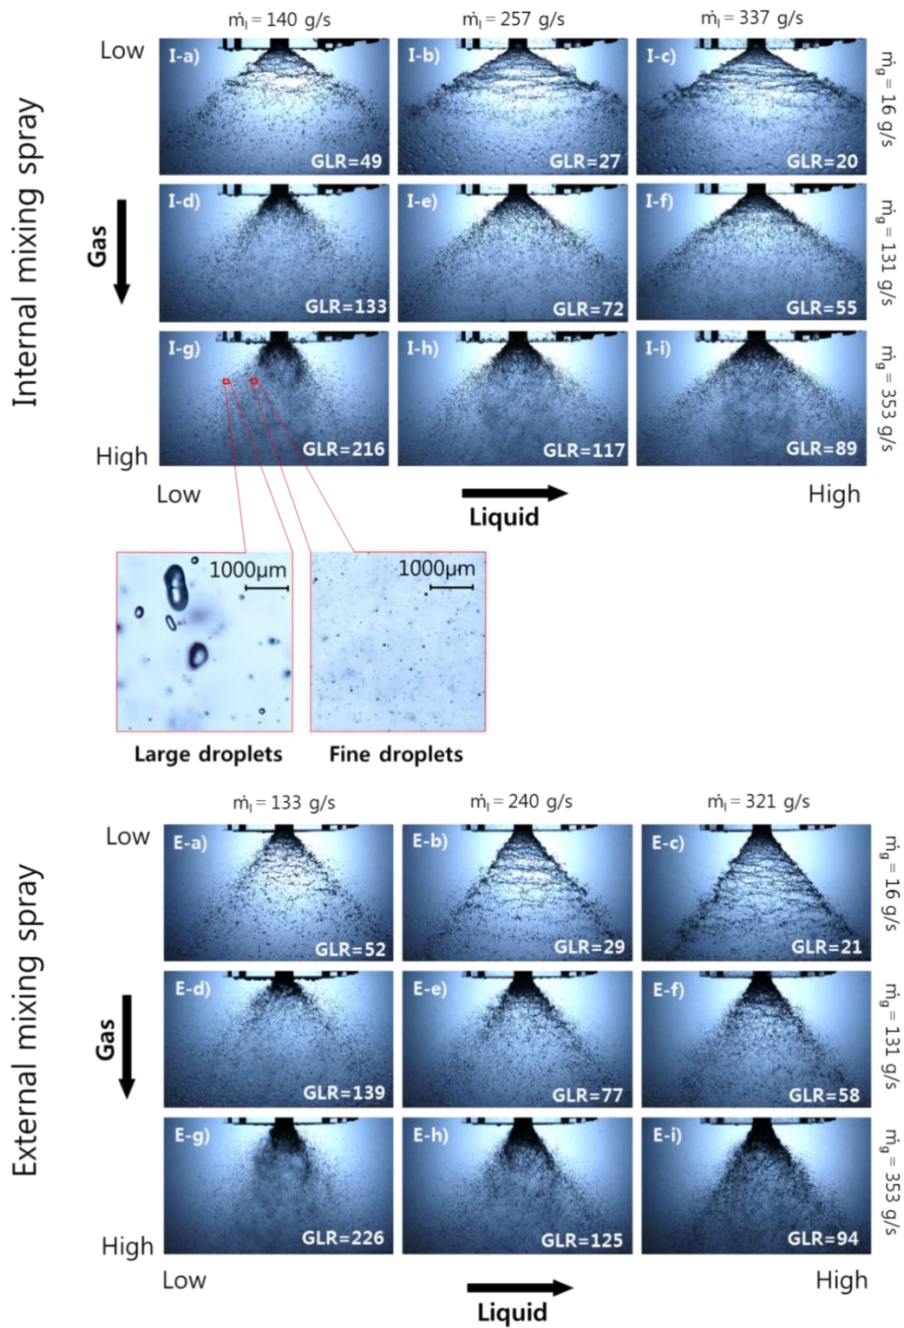 ṁₗ = 140 g/s
ṁₗ = 257 g/s
ṁₗ = 337 g/s
Low
I-a)
GLR=49
I-b)
GLR=27
I-c)
GLR=20
ṁg = 16 g/s
Internal mixing spray
Gas
I-d)
GLR=133
I-e)
GLR=72
I-f)
GLR=55
ṁg = 131 g/s
I-g)
GLR=216
I-h)
GLR=117
I-i)
GLR=89
ṁg = 353 g/s
High
Low
Liquid
High
1000μm
1000μm
Large droplets
Fine droplets
ṁₗ = 133 g/s
ṁₗ = 240 g/s
ṁₗ = 321 g/s
Low
E-a)
GLR=52
E-b)
GLR=29
E-c)
GLR=21
ṁg = 16 g/s
External mixing spray
Gas
E-d)
GLR=139
E-e)
GLR=77
E-f)
GLR=58
ṁg = 131 g/s
E-g)
GLR=226
E-h)
GLR=125
E-i)
GLR=94
ṁg = 353 g/s
High
Low
Liquid
High